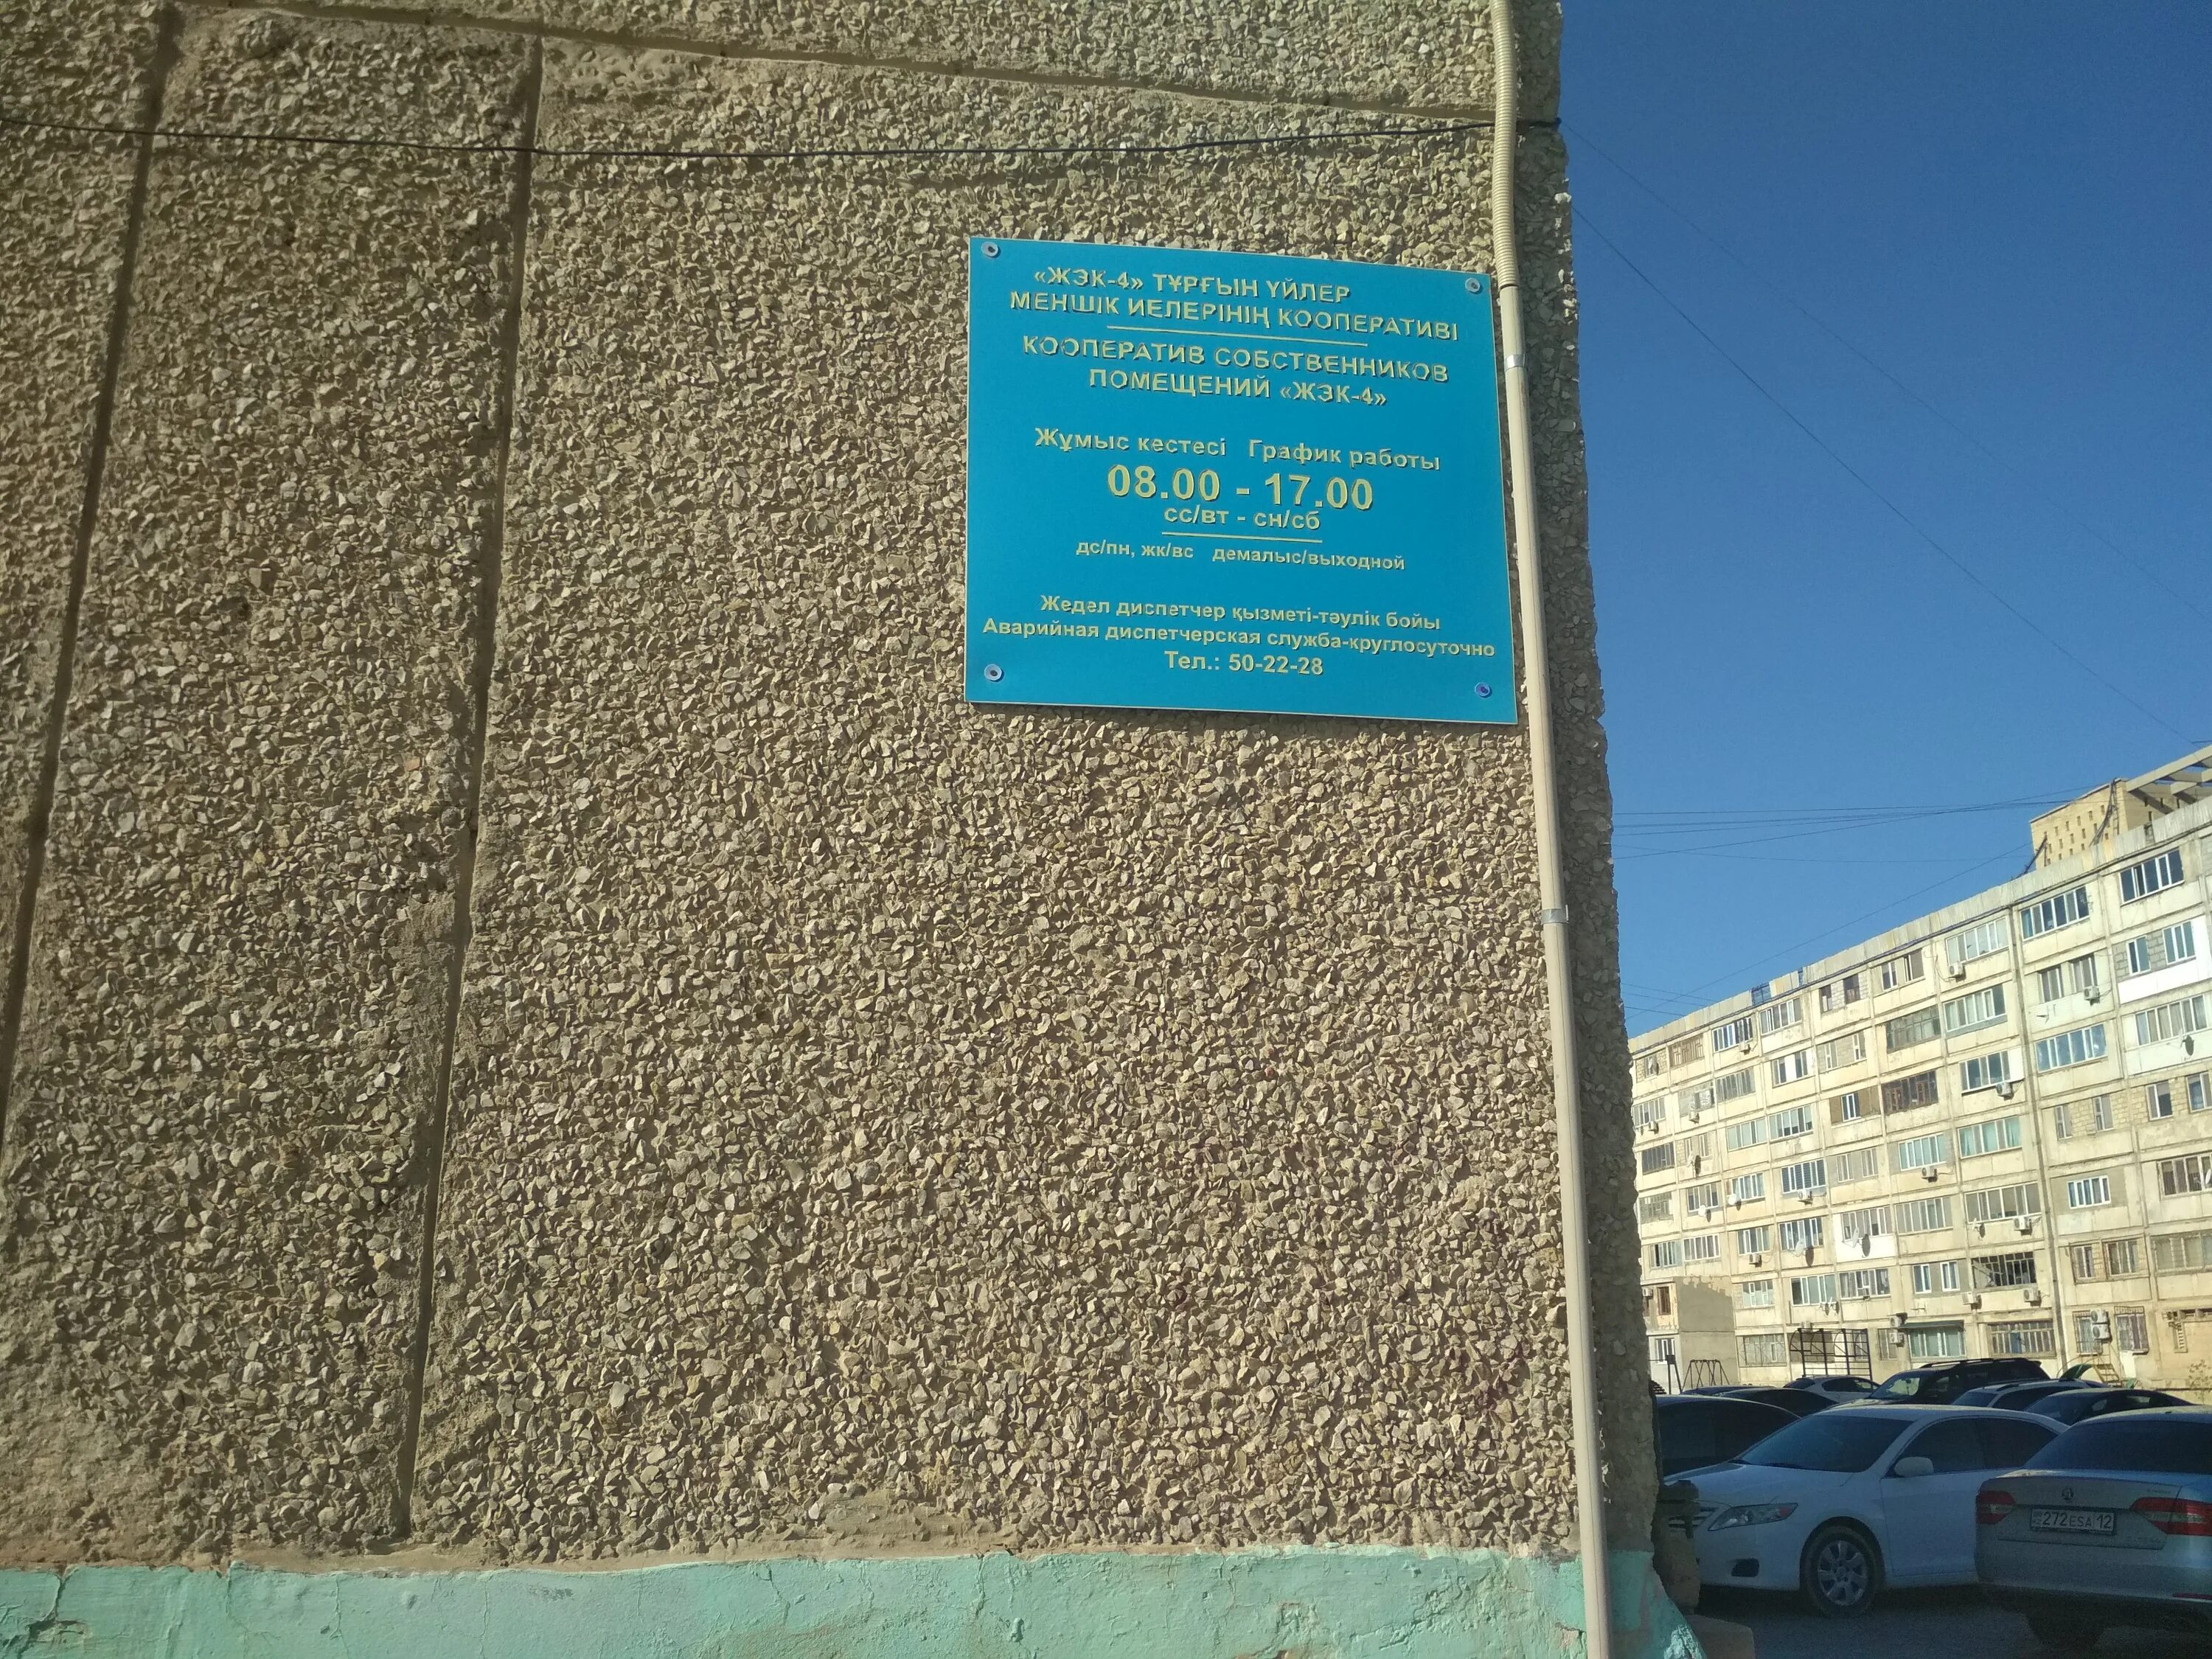 «ЖЭК-4» ТҰРҒЫН ҮЙЛЕР
МЕНШІК ИЕЛЕРІНІҢ КООПЕРАТИВІ
КООПЕРАТИВ СОБСТВЕННИКОВ
ПОМЕЩЕНИЙ «ЖЭК-4»
Жұмыс кестесі График работы
08.00 - 17.00
сс/вт - сн/сб
дс/пн, жк/вс демалыс/выходной
Жедел диспетчер қызметі-тәулік бойы
Аварийная диспетчерская служба-круглосуточно
Тел.: 50-22-28
272 ESA 12